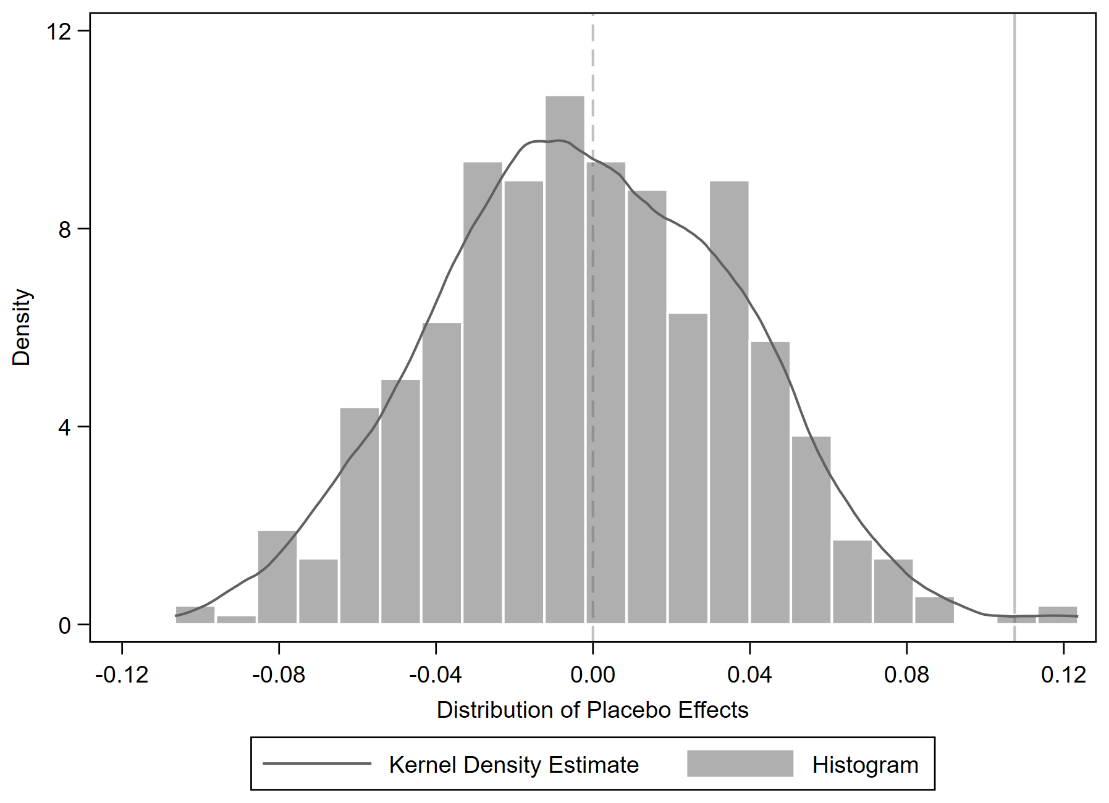 12
8
4
0
Density
-0.12 -0.08 -0.04 0.00 0.04 0.08 0.12
Distribution of Placebo Effects
Kernel Density Estimate Histogram